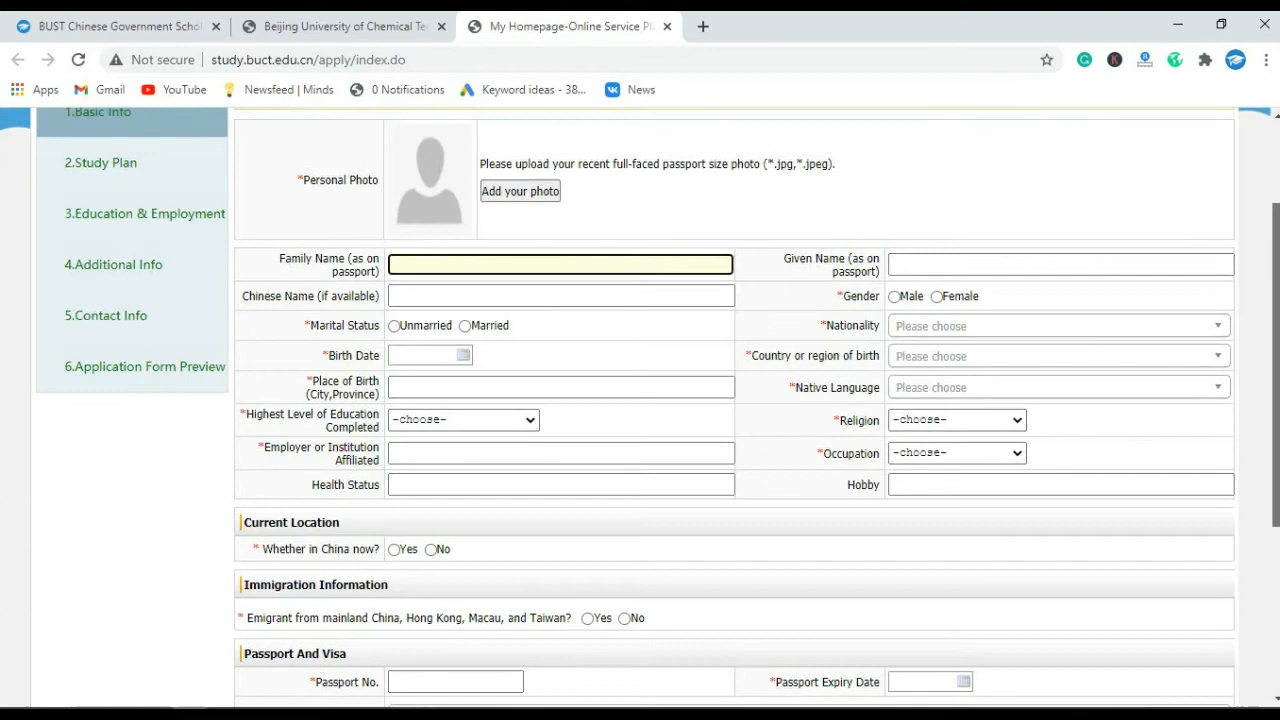 BUST Chinese Government Schol
Beijing University of Chemical Te
My Homepage-Online Service Pl
Not secure
study.buct.edu.cn/apply/index.do
Apps
Gmail
YouTube
Newsfeed | Minds
0 Notifications
Keyword ideas - 38...
News
1.Basic Info
2.Study Plan
3.Education & Employment
4.Additional Info
5.Contact Info
6.Application Form Preview
*Personal Photo
Please upload your recent full-faced passport size photo (*.jpg,*.jpeg).
Add your photo
Family Name (as on
passport)
Given Name (as on
passport)
Chinese Name (if available)
*Gender
Male
Female
*Marital Status
Unmarried
Married
*Nationality
Please choose
*Birth Date
*Country or region of birth
Please choose
*Place of Birth
(City,Province)
*Native Language
Please choose
*Highest Level of Education
Completed
-choose-
*Religion
-choose-
*Employer or Institution
Affiliated
*Occupation
-choose-
Health Status
Hobby
Current Location
* Whether in China now?
Yes
No
Immigration Information
* Emigrant from mainland China, Hong Kong, Macau, and Taiwan?
Yes
No
Passport And Visa
*Passport No.
*Passport Expiry Date